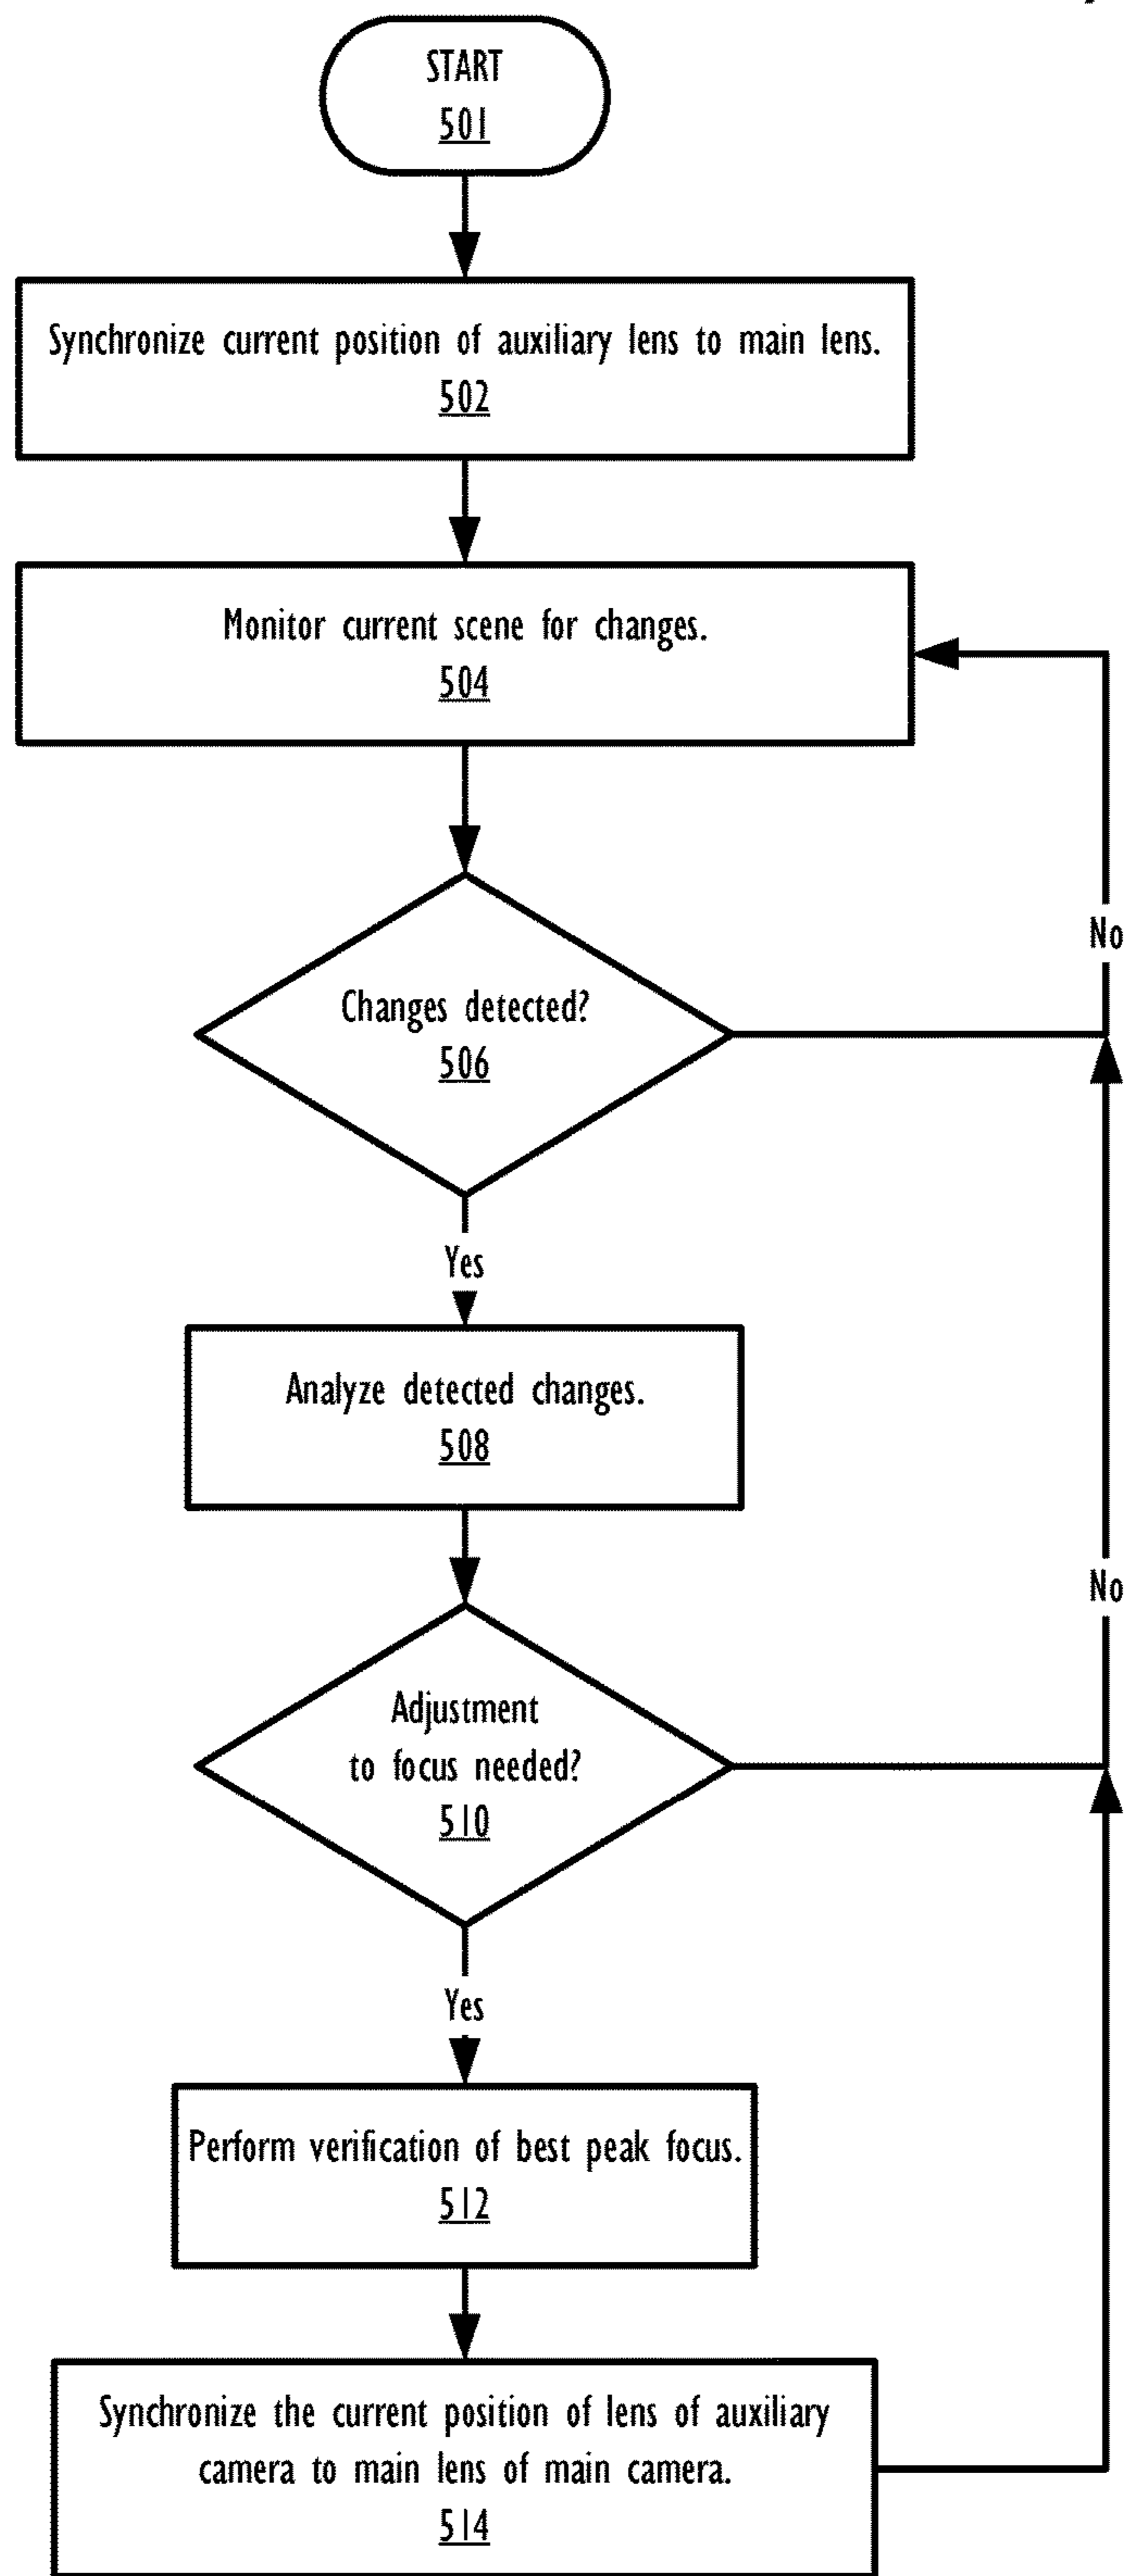 START
501
Synchronize current position of auxiliary lens to main lens.
502
Monitor current scene for changes.
504
No
Changes detected?
506
Yes
Analyze detected changes.
508
No
Adjustment
to focus needed?
510
Yes
Perform verification of best peak focus.
512
Synchronize the current position of lens of auxiliary
camera to main lens of main camera.
514